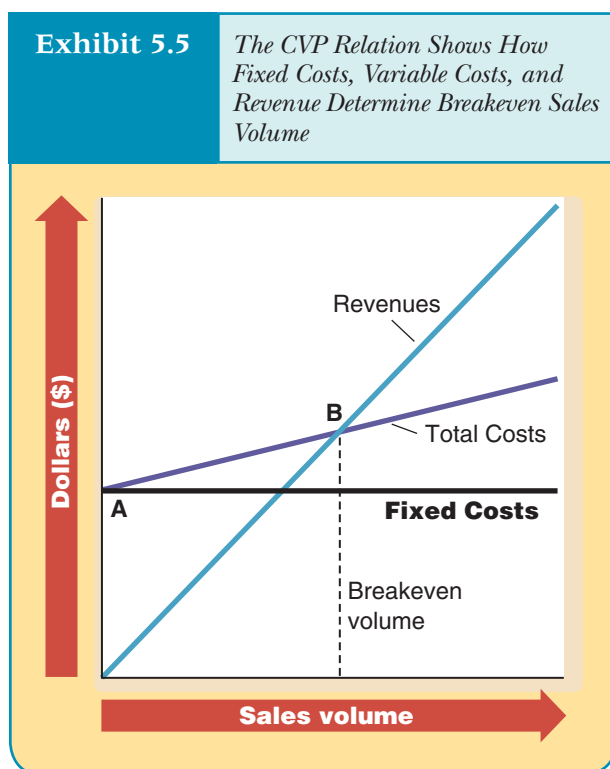 Exhibit 5.5
The CVP Relation Shows How
Fixed Costs, Variable Costs, and
Revenue Determine Breakeven Sales
Volume
Dollars ($)
Revenues
B
Total Costs
A
Fixed Costs
Breakeven
volume
Sales volume